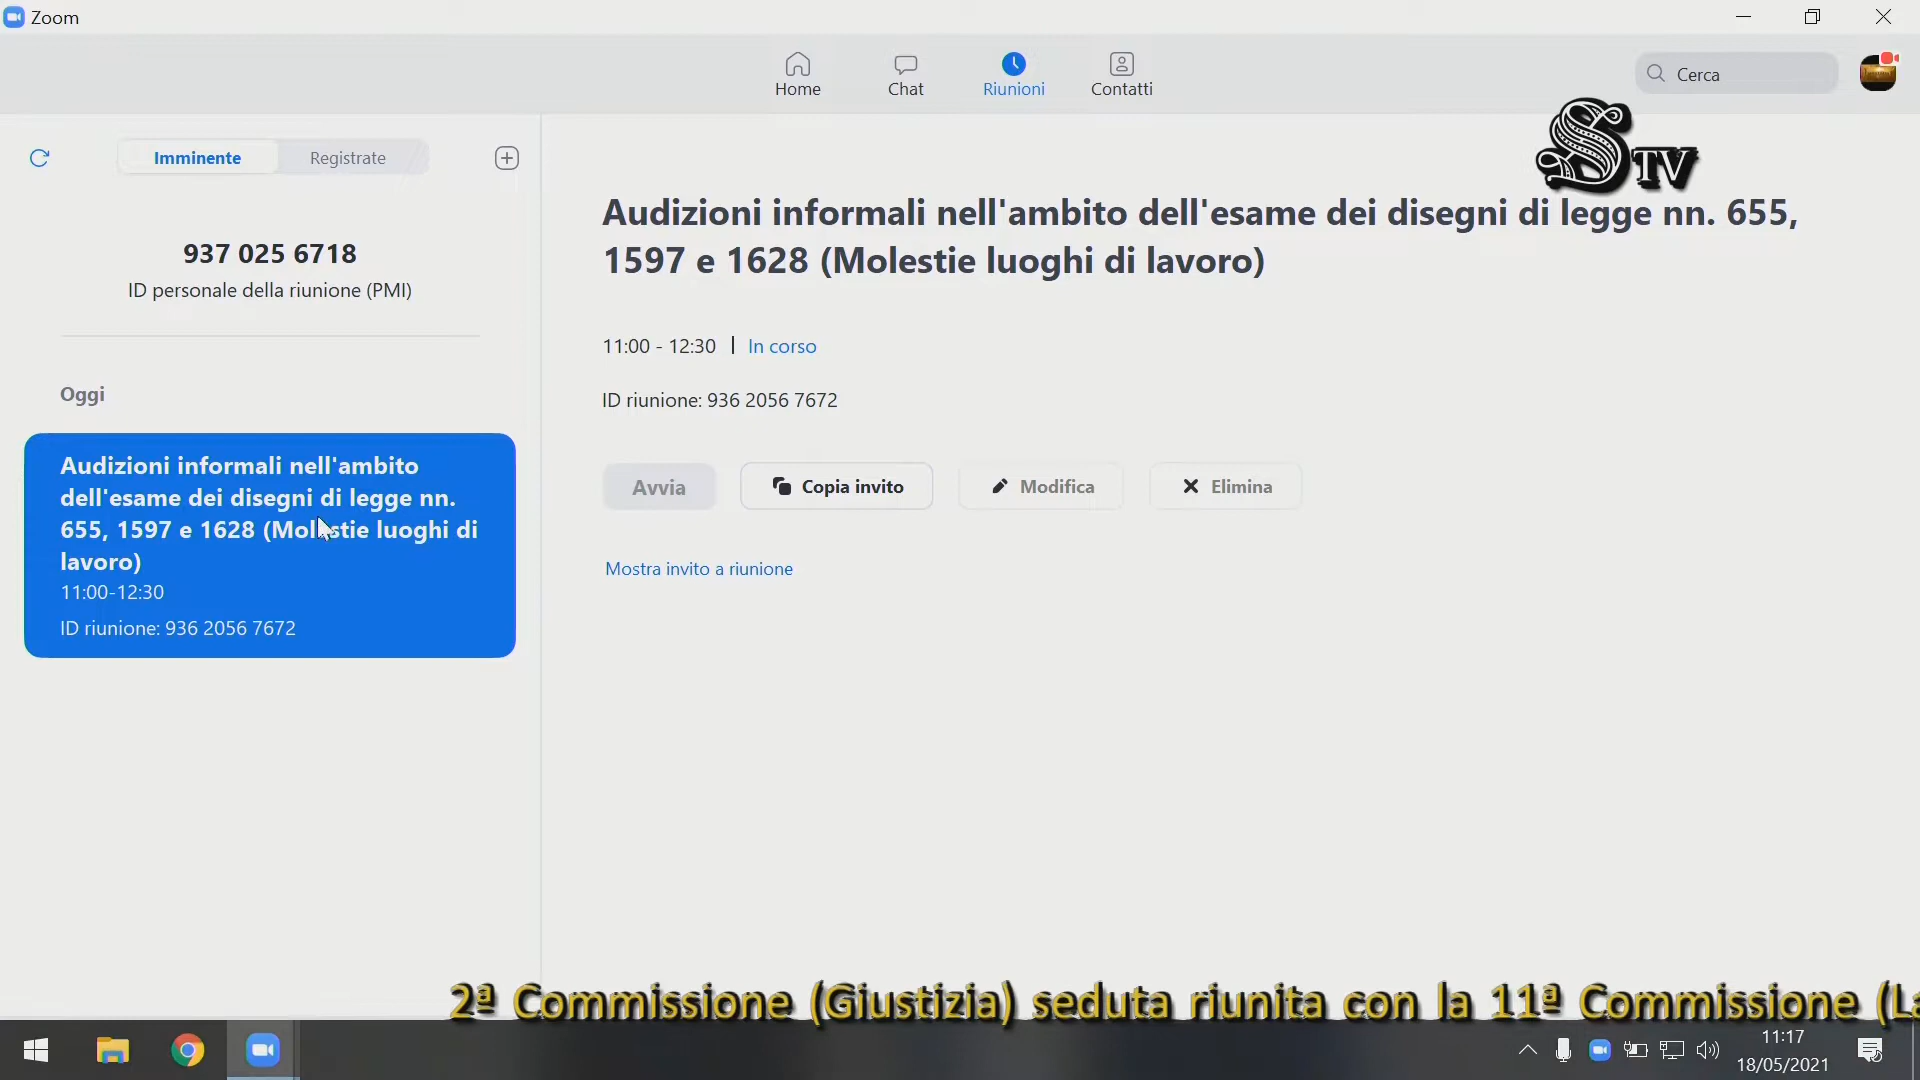 Zoom
Home
Chat
Riunioni
Contatti
Cerca
STV
Imminente
Registrate
937 025 6718
ID personale della riunione (PMI)
Oggi
Audizioni informali nell'ambito
dell'esame dei disegni di legge nn.
655, 1597 e 1628 (Molestie luoghi di
lavoro)
11:00-12:30
ID riunione: 936 2056 7672
Audizioni informali nell'ambito dell'esame dei disegni di legge nn. 655,
1597 e 1628 (Molestie luoghi di lavoro)
11:00 - 12:30 | In corso
ID riunione: 936 2056 7672
Avvia
Copia invito
Modifica
Elimina
Mostra invito a riunione
2ª Commissione (Giustizia) seduta riunita con la 11ª Commissione (La
11:17
18/05/2021